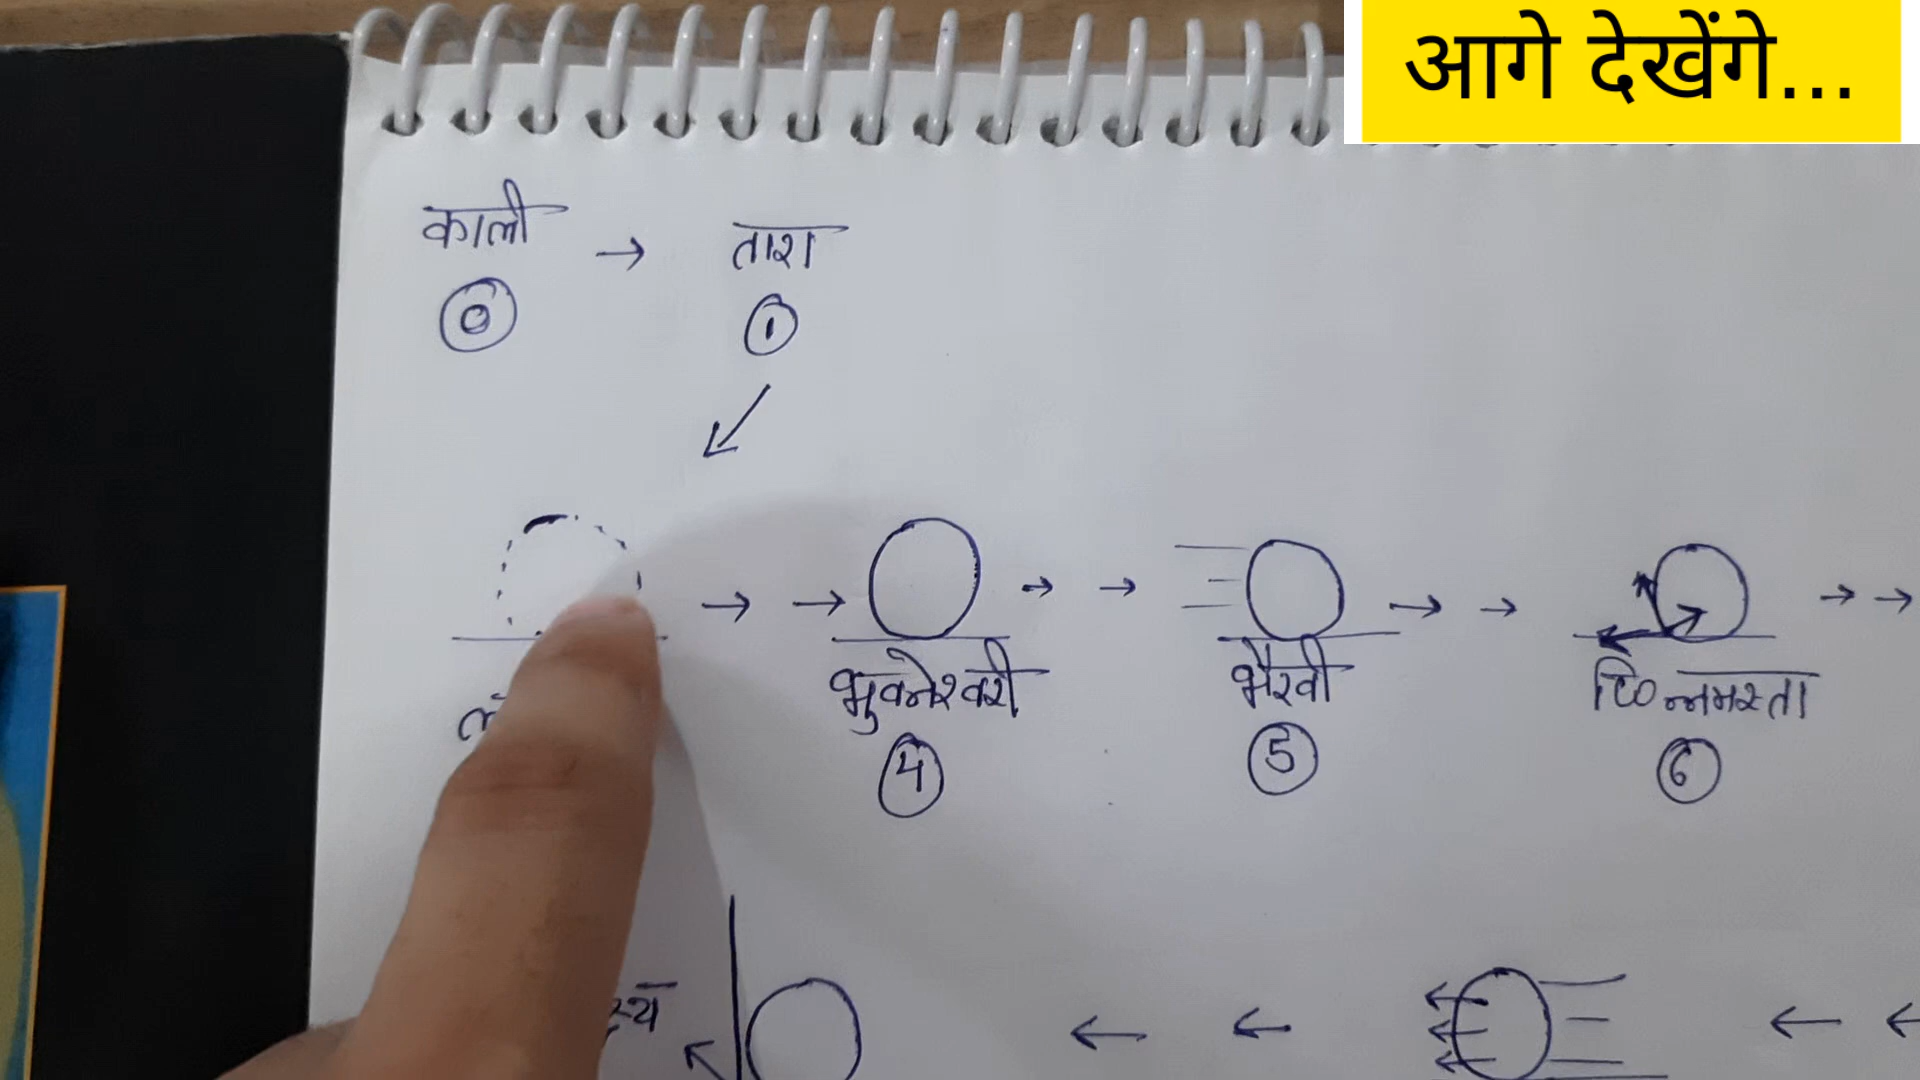 आगे देखेंगे...
काली → तारा
0 1
→ → → → → → → →
भुवनेश्वरी भैरवी छिन्नमस्ता
4 5 6
← ← ← ←